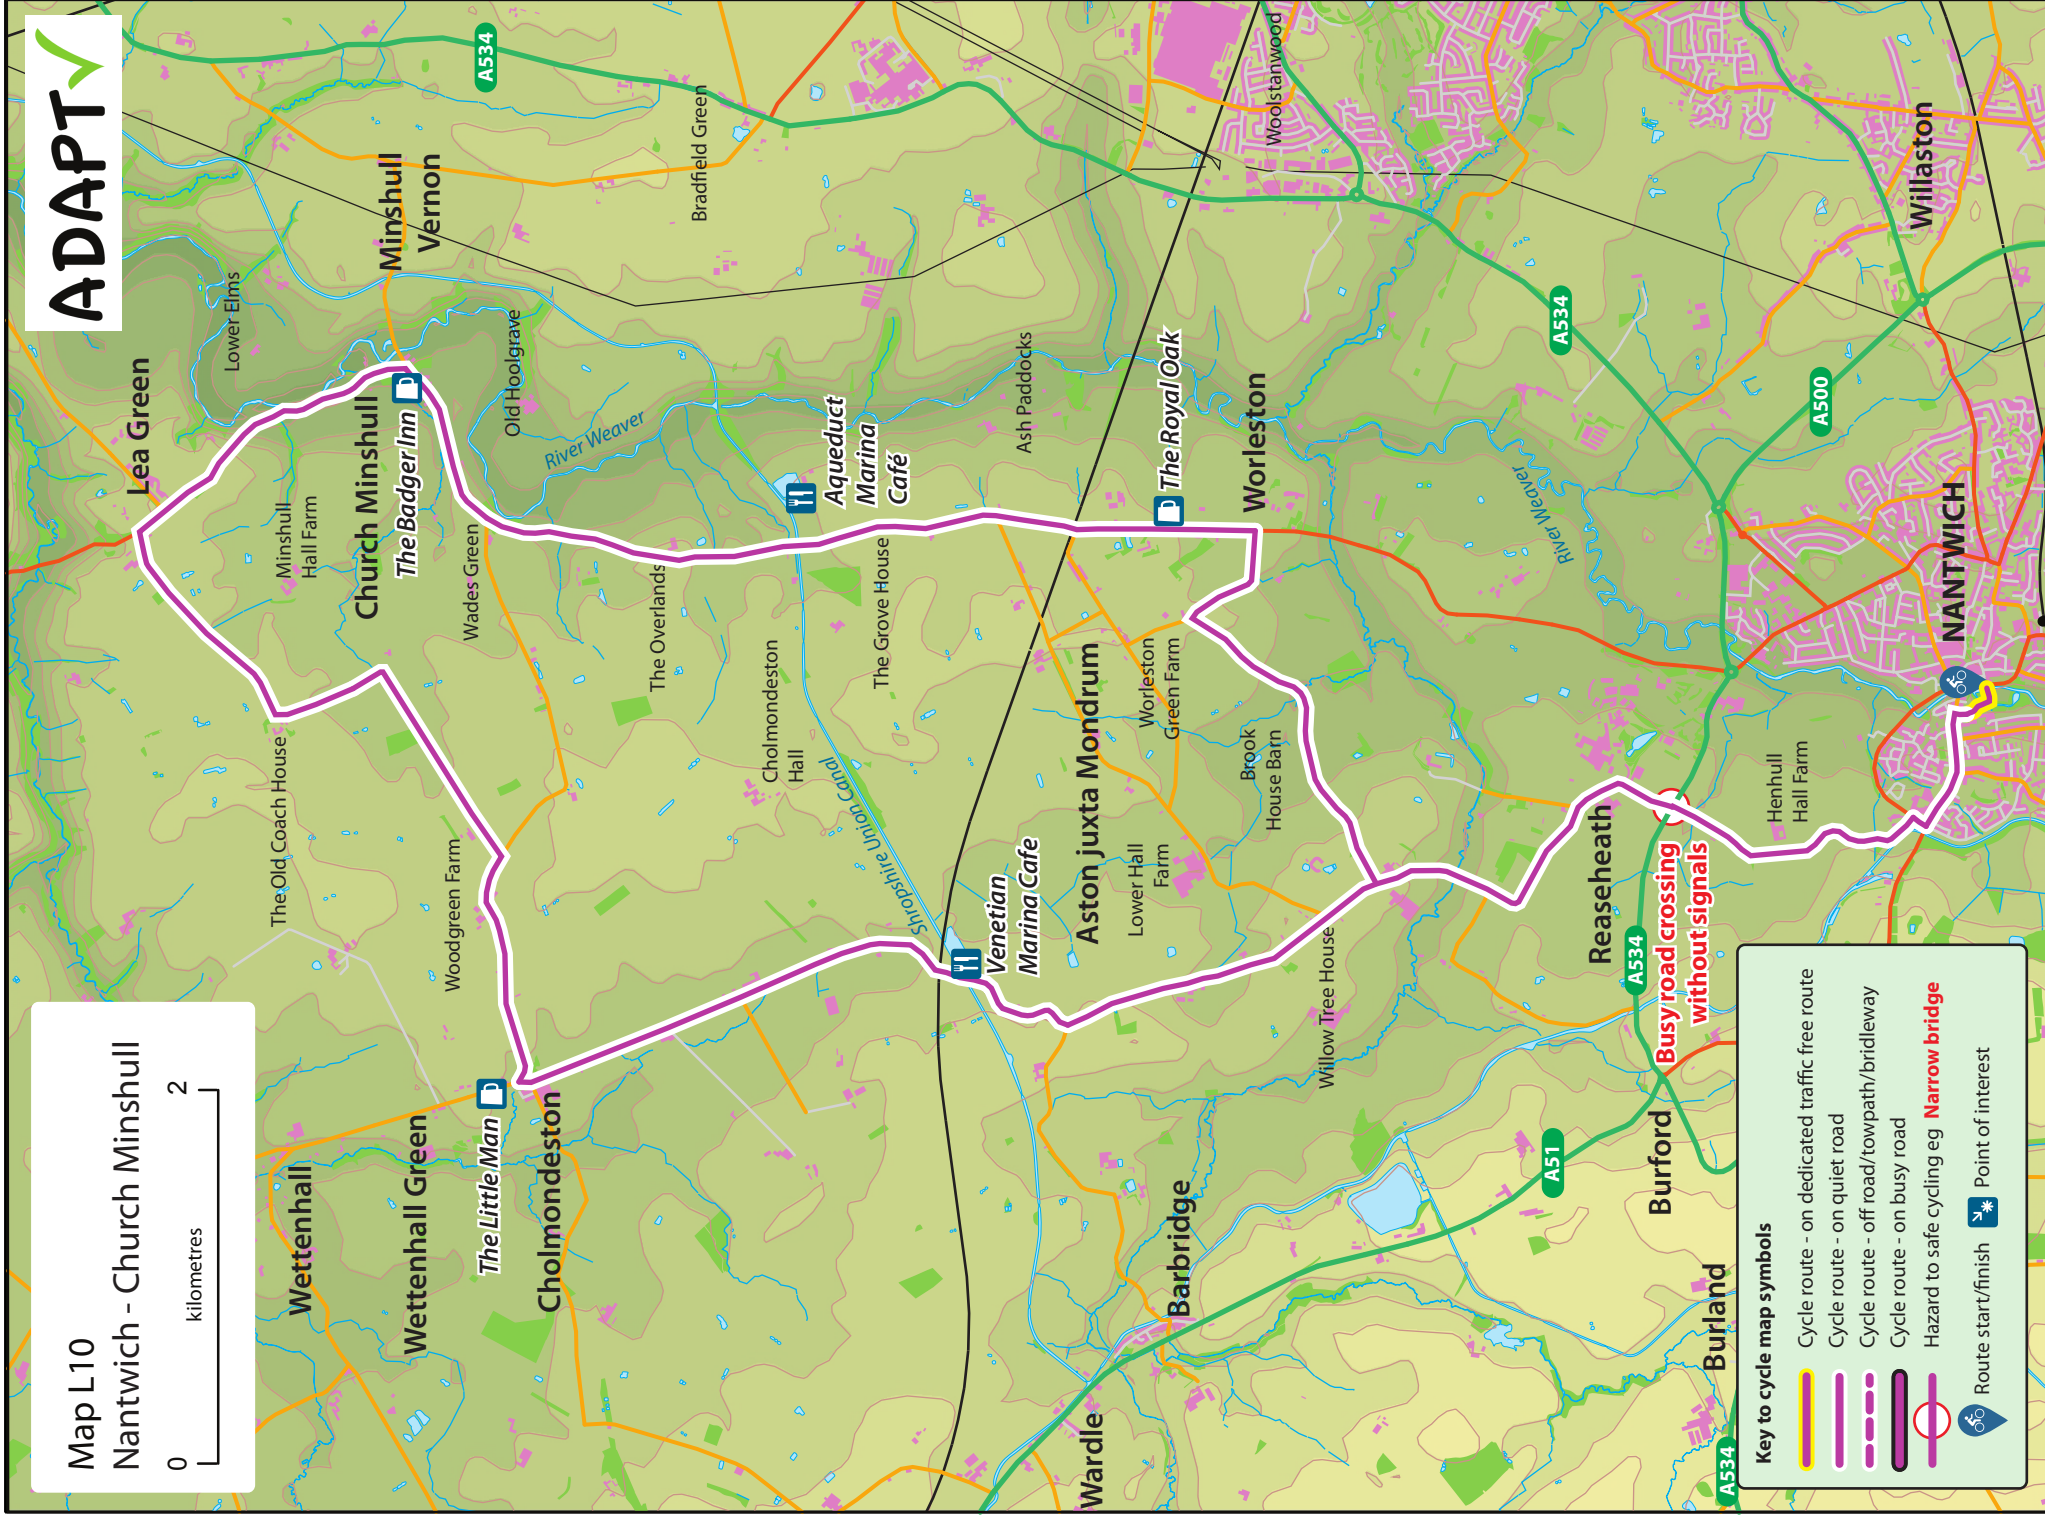 Map L10
Nantwich - Church Minshull
0
2
kilometres
ADAPT
Lea Green
Lower Elms
Minshull
Vernon
A534
Bradfield Green
Woolstanwood
Minshull
Hall Farm
Church Minshull
The Badger Inn
Old Hoolgrave
River Weaver
Wades Green
The Old Coach House
Woodgreen Farm
The Overlands
Aqueduct
Marina
Café
The Grove House
Cholmondeston
Hall
Ash Paddocks
The Royal Oak
Worleston
Wettenhall
Wettenhall Green
The Little Man
Cholmondeston
Shropshire Union Canal
Venetian
Marina Cafe
Aston juxta Mondrum
Lower Hall
Farm
Worleston
Green Farm
Brook
House Barn
Willow Tree House
A534
A500
Willaston
River Weaver
NANTWICH
Reaseheath
Henhull
Hall Farm
A534
Busy road crossing
without signals
Barbridge
Wardle
A51
Burford
Burland
A534
Key to cycle map symbols
Cycle route - on dedicated traffic free route
Cycle route - on quiet road
Cycle route - off road/towpath/bridleway
Cycle route - on busy road
Hazard to safe cycling eg Narrow bridge
Route start/finish
Point of interest